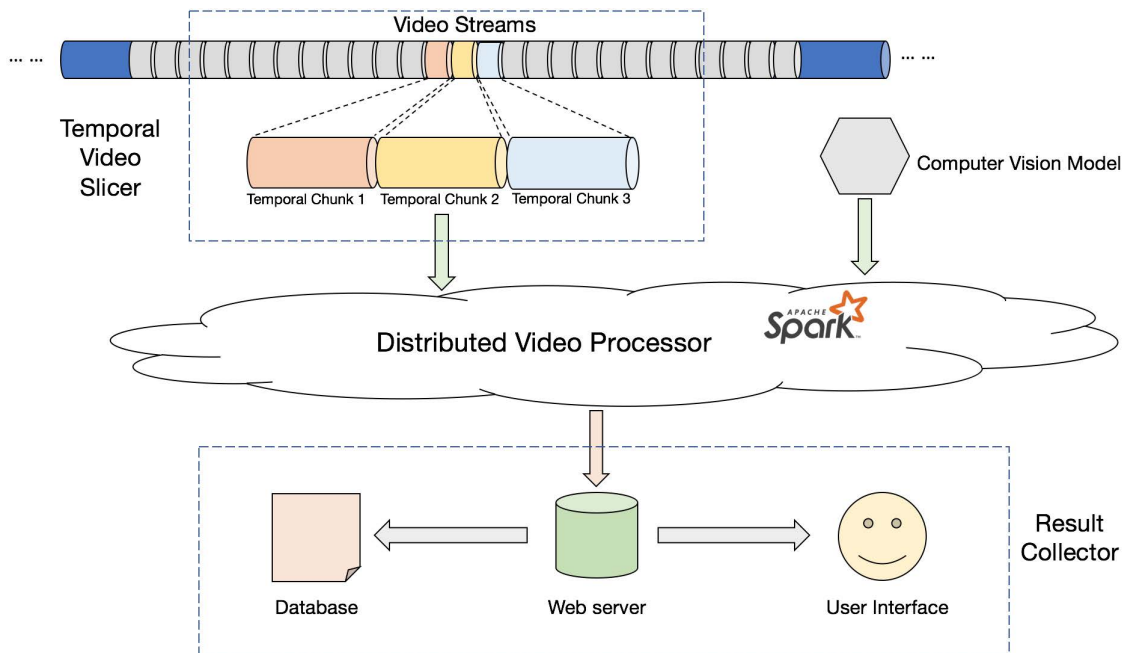 Video Streams
... ...
... ...
Temporal
Video
Slicer
Temporal Chunk 1
Temporal Chunk 2
Temporal Chunk 3
Computer Vision Model
Distributed Video Processor
APACHE
Spark™
Database
Web server
User Interface
Result
Collector